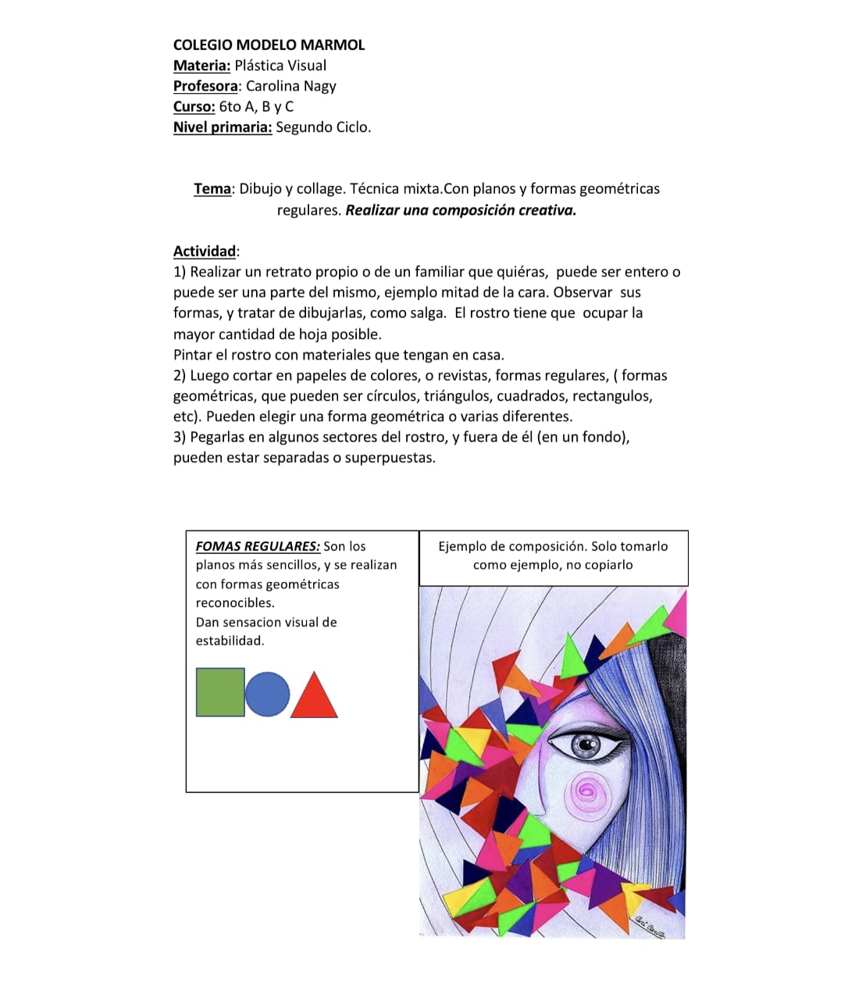 COLEGIO MODELO MARMOL
Materia: Plástica Visual
Profesora: Carolina Nagy
Curso: 6to A, B y C
Nivel primaria: Segundo Ciclo.
Tema: Dibujo y collage. Técnica mixta.Con planos y formas geométricas
regulares. Realizar una composición creativa.
Actividad:
1) Realizar un retrato propio o de un familiar que quiéras,  puede ser entero o
puede ser una parte del mismo, ejemplo mitad de la cara. Observar  sus
formas, y tratar de dibujarlas, como salga.  El rostro tiene que  ocupar la
mayor cantidad de hoja posible.
Pintar el rostro con materiales que tengan en casa.
2) Luego cortar en papeles de colores, o revistas, formas regulares, ( formas
geométricas, que pueden ser círculos, triángulos, cuadrados, rectangulos,
etc). Pueden elegir una forma geométrica o varias diferentes.
3) Pegarlas en algunos sectores del rostro, y fuera de él (en un fondo),
pueden estar separadas o superpuestas.
FOMAS REGULARES: Son los
planos más sencillos, y se realizan
con formas geométricas
reconocibles.
Dan sensacion visual de
estabilidad.
Ejemplo de composición. Solo tomarlo
como ejemplo, no copiarlo